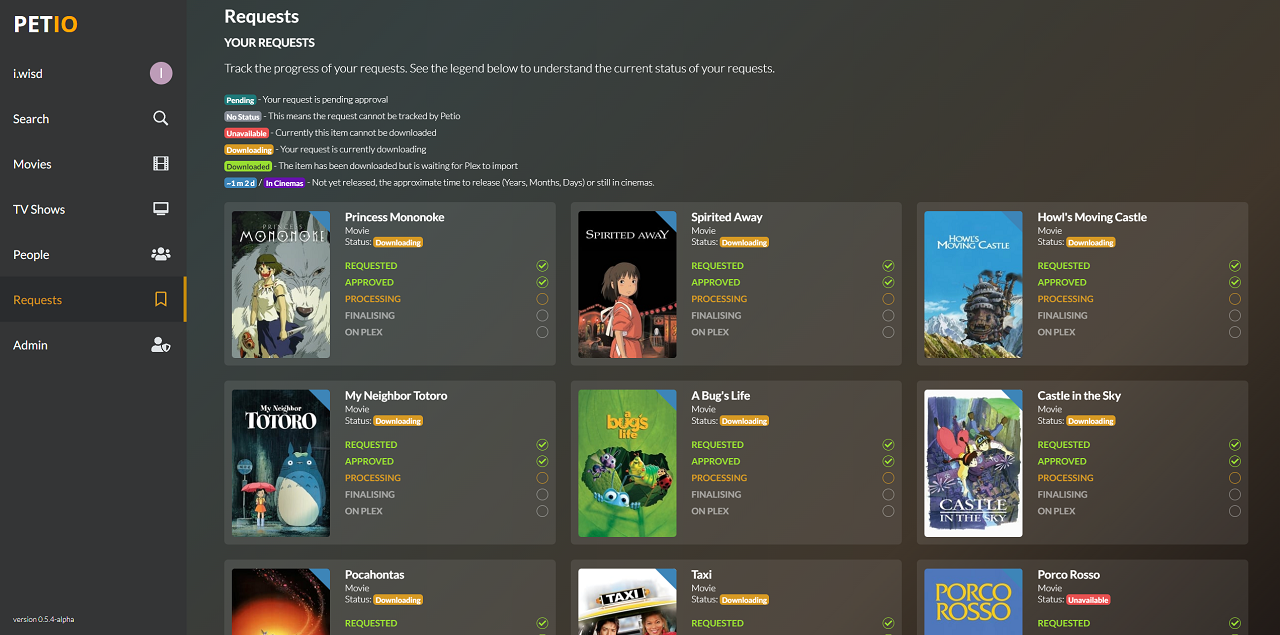 PETIO
i.wisd
I
Search
Movies
TV Shows
People
Requests
Admin
version 0.5.4-alpha
Requests
YOUR REQUESTS
Track the progress of your requests. See the legend below to understand the current status of your requests.
Pending - Your request is pending approval
No Status - This means the request cannot be tracked by Petio
Unavailable - Currently this item cannot be downloaded
Downloading - Your request is currently downloading
Downloaded - The item has been downloaded but is waiting for Plex to import
~1 m 2 d / In Cinemas - Not yet released, the approximate time to release (Years, Months, Days) or still in cinemas.
PRINCESS
MONONOKE
Princess Mononoke
Movie
Status: Downloading
REQUESTED
APPROVED
PROCESSING
FINALISING
ON PLEX
SPIRITED AWAY
Spirited Away
Movie
Status: Downloading
REQUESTED
APPROVED
PROCESSING
FINALISING
ON PLEX
HOWL'S
MOVING CASTLE
Howl's Moving Castle
Movie
Status: Downloading
REQUESTED
APPROVED
PROCESSING
FINALISING
ON PLEX
My Neighbor
TOTORO
My Neighbor Totoro
Movie
Status: Downloading
REQUESTED
APPROVED
PROCESSING
FINALISING
ON PLEX
a
bug's
life
A Bug's Life
Movie
Status: Downloading
REQUESTED
APPROVED
PROCESSING
FINALISING
ON PLEX
CASTLE
IN THE SKY
Castle in the Sky
Movie
Status: Downloading
REQUESTED
APPROVED
PROCESSING
FINALISING
ON PLEX
Pocahontas
Movie
Status: Downloading
REQUESTED
TAXI
Taxi
Movie
Status: Downloading
REQUESTED
PORCO
ROSSO
Porco Rosso
Movie
Status: Unavailable
REQUESTED